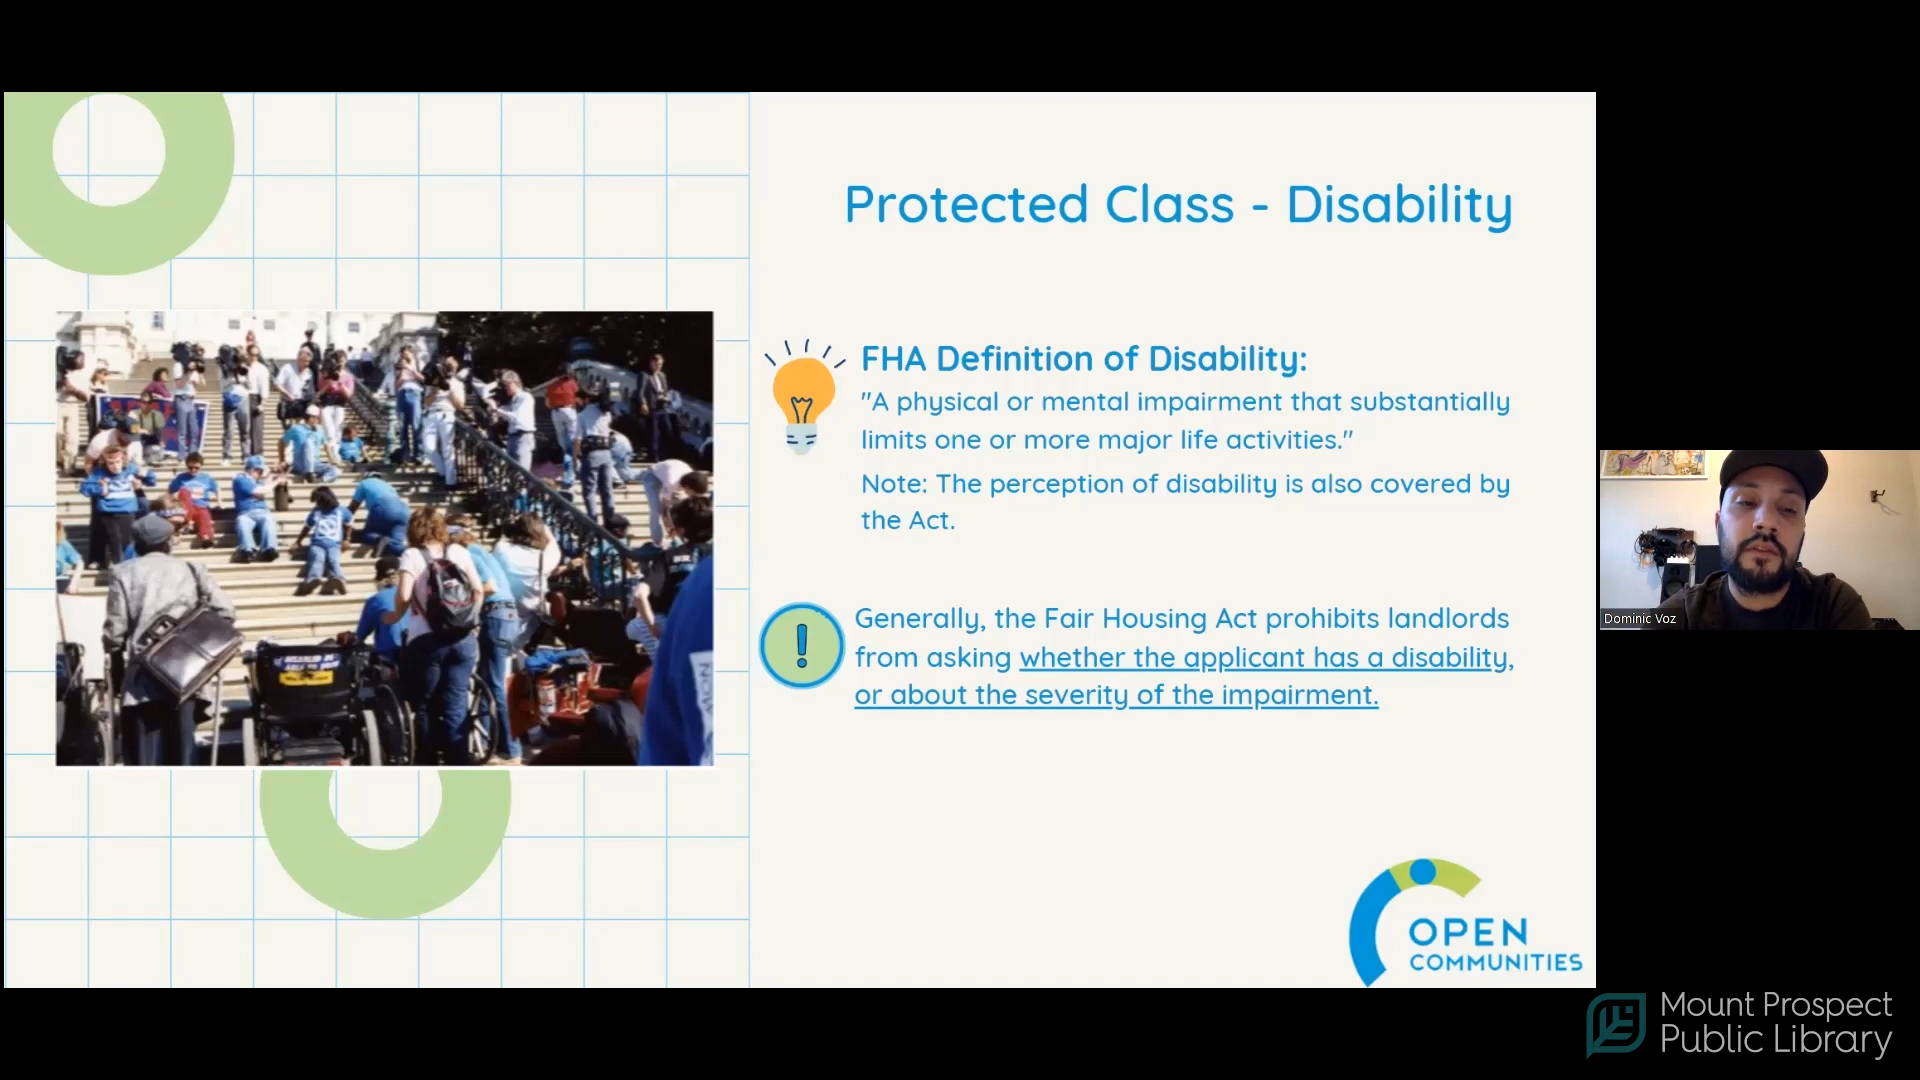 Protected Class - Disability
FHA Definition of Disability:
"A physical or mental impairment that substantially
limits one or more major life activities."
Note: The perception of disability is also covered by
the Act.
Generally, the Fair Housing Act prohibits landlords
from asking whether the applicant has a disability,
or about the severity of the impairment.
OPEN
COMMUNITIES
Dominic Voz
Mount Prospect
Public Library